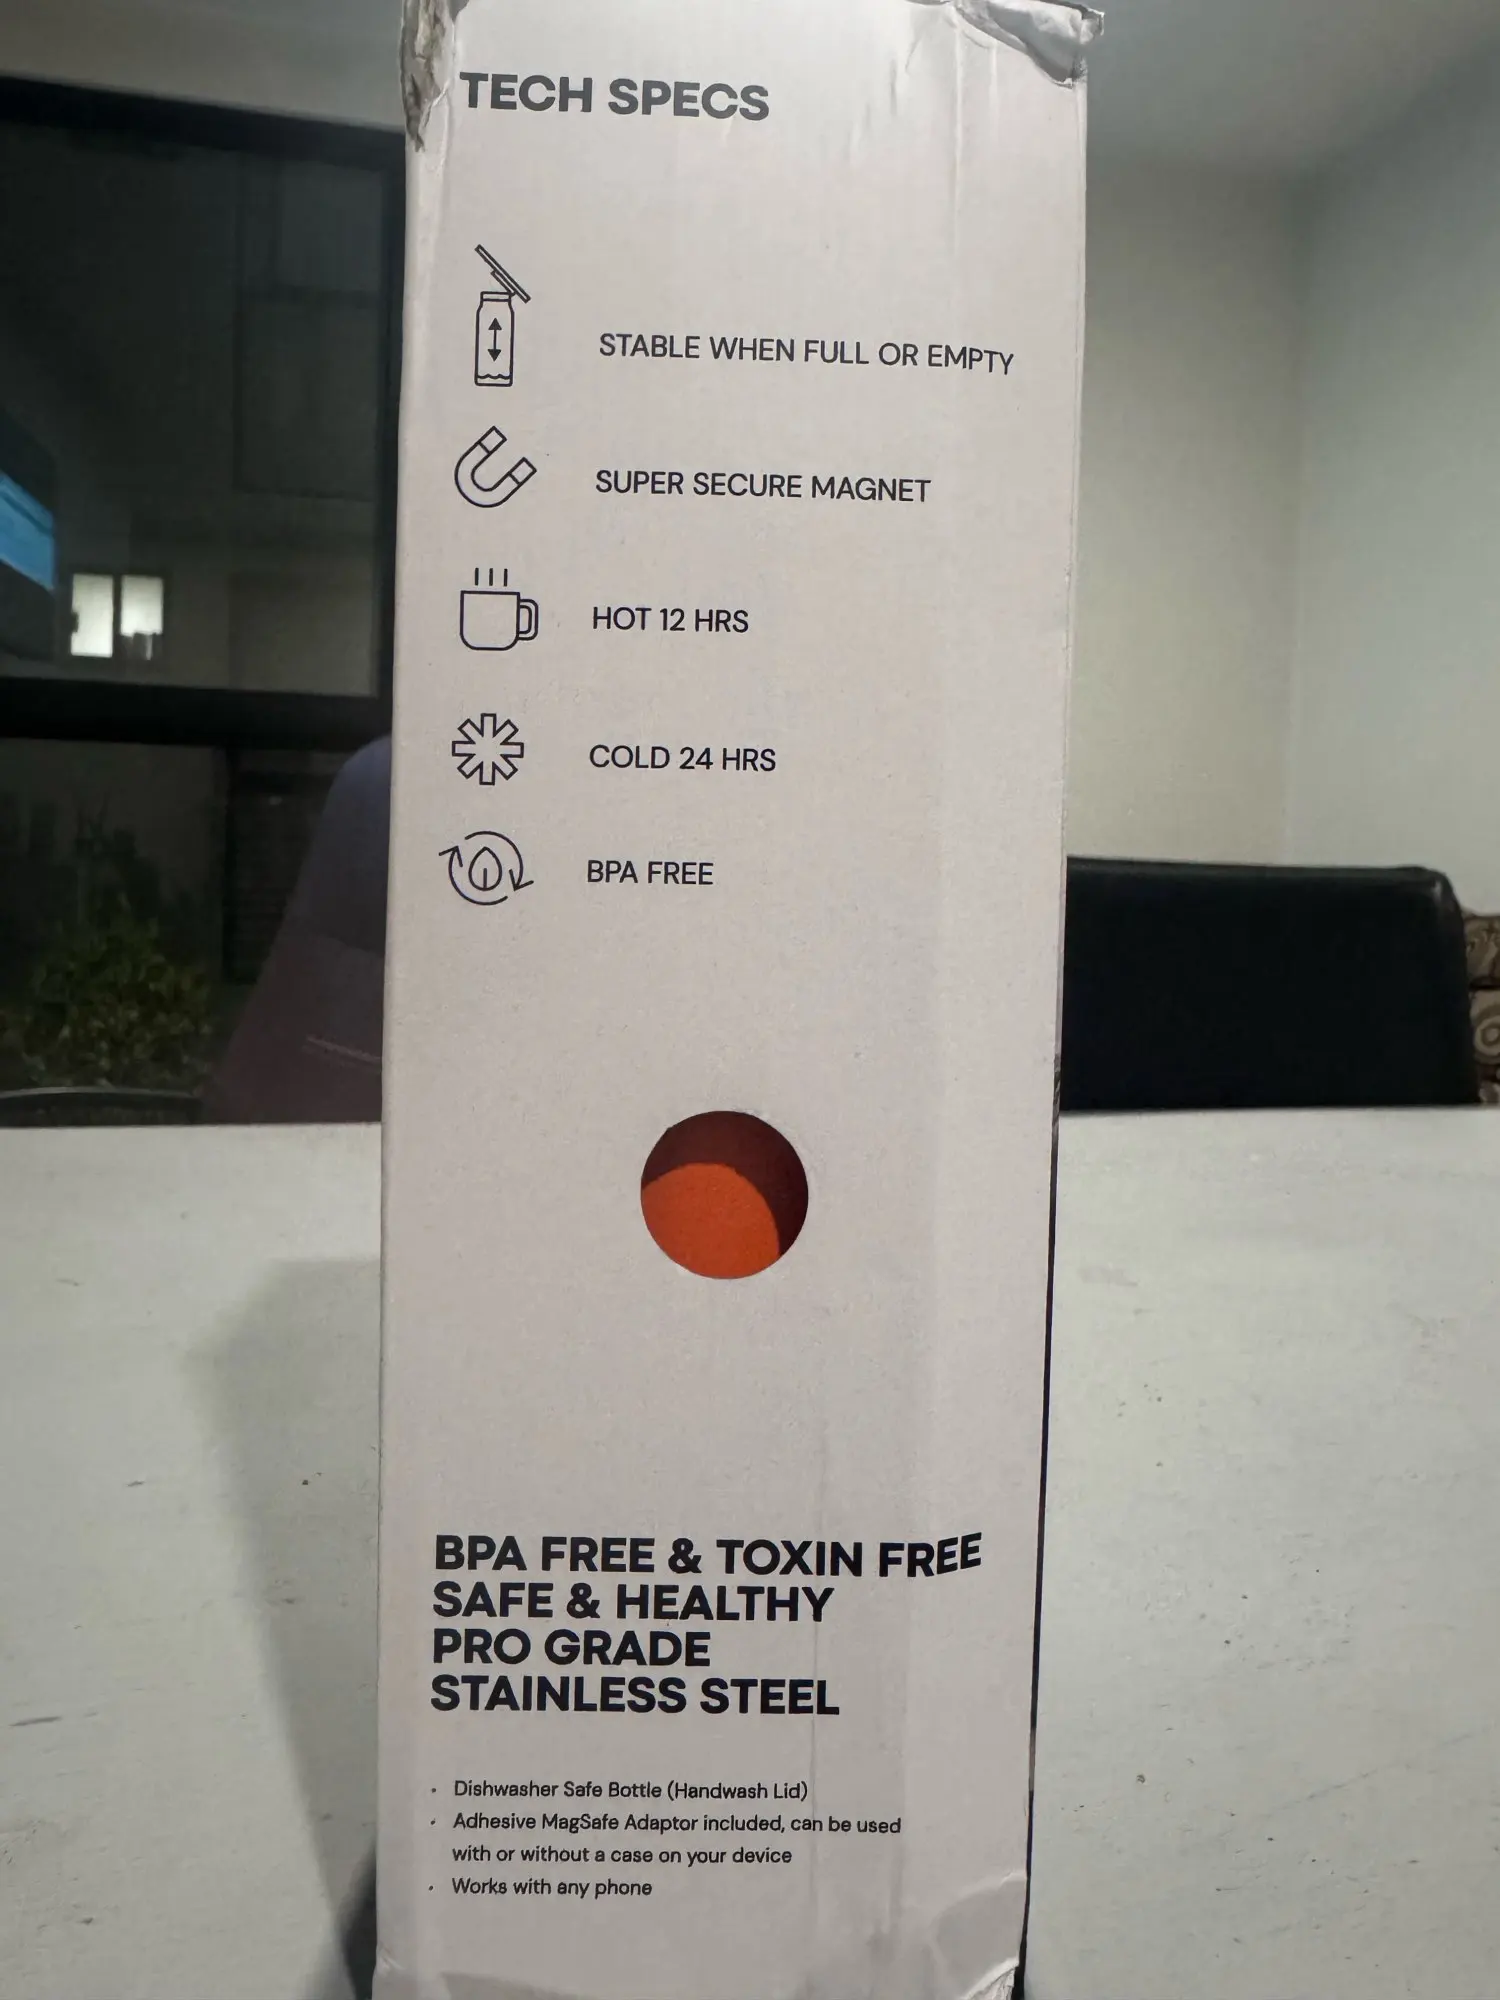 TECH SPECS
STABLE WHEN FULL OR EMPTY
SUPER SECURE MAGNET
HOT 12 HRS
COLD 24 HRS
BPA FREE
BPA FREE & TOXIN FREE
SAFE & HEALTHY
PRO GRADE
STAINLESS STEEL
• Dishwasher Safe Bottle (Handwash Lid)
• Adhesive MagSafe Adaptor included, can be used
with or without a case on your device
• Works with any phone